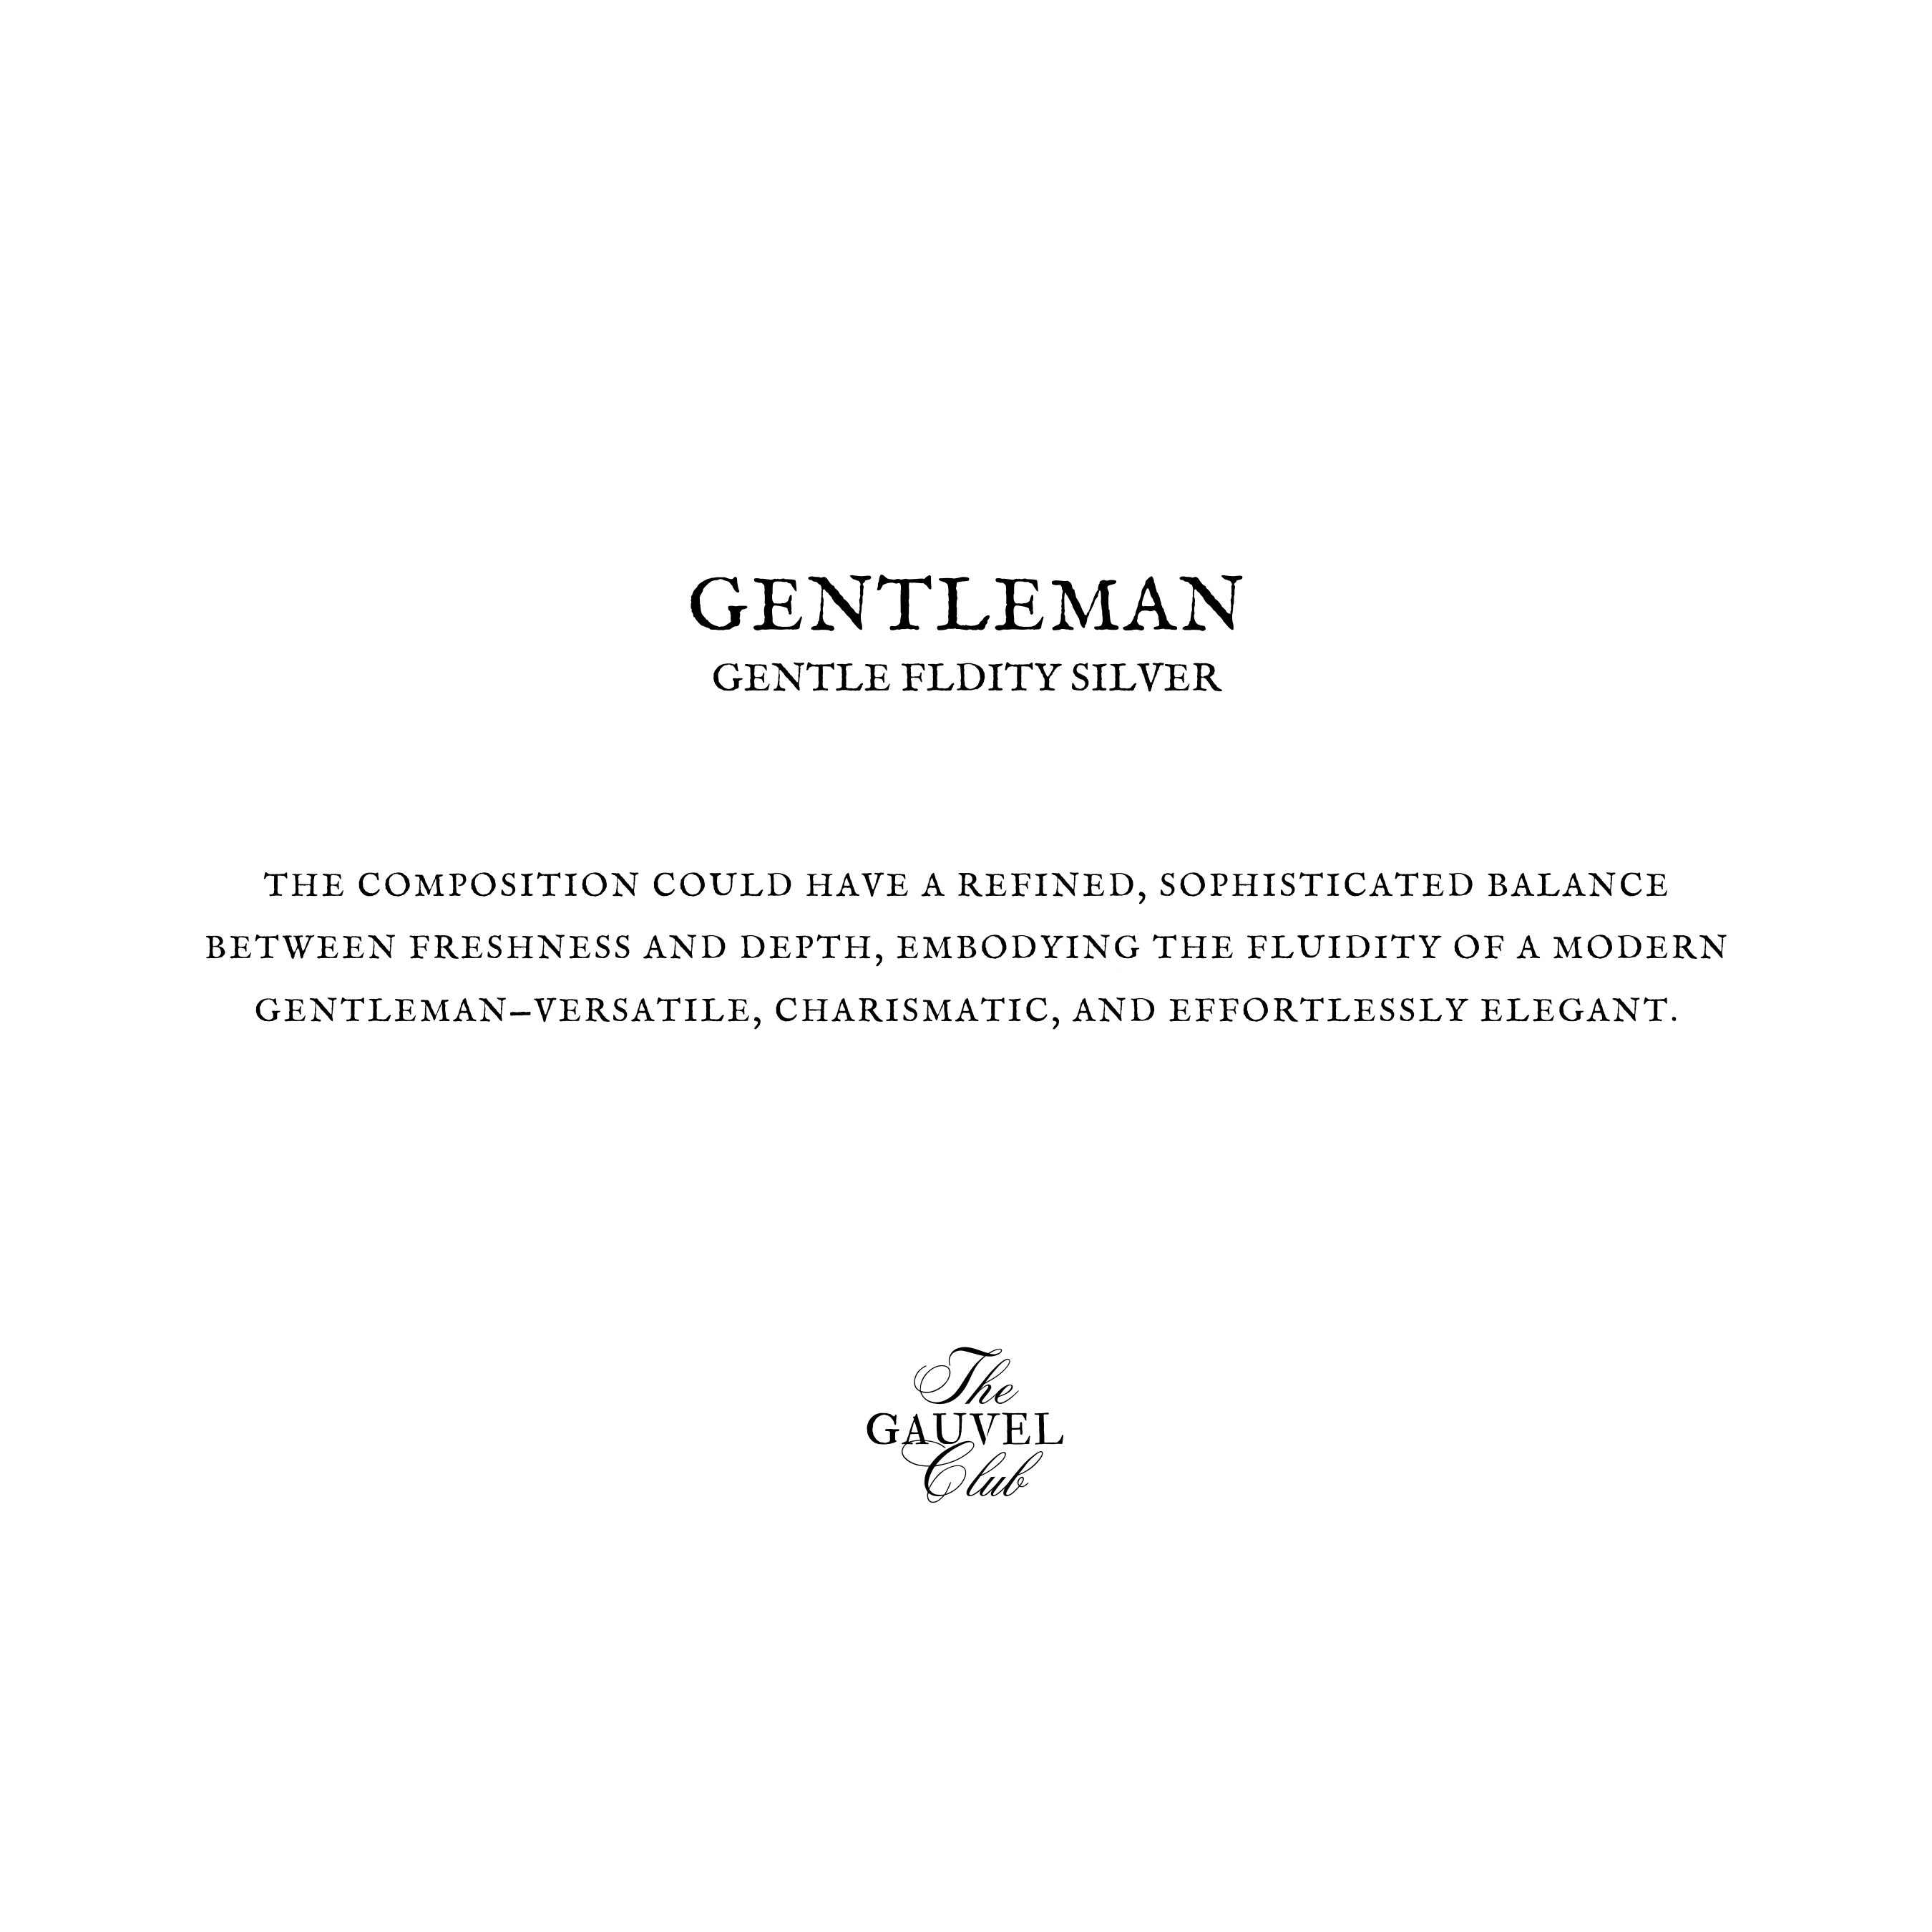 GENTLEMAN
GENTLE FLDITY SILVER
THE COMPOSITION COULD HAVE A REFINED, SOPHISTICATED BALANCE
BETWEEN FRESHNESS AND DEPTH, EMBODYING THE FLUIDITY OF A MODERN
GENTLEMAN—VERSATILE, CHARISMATIC, AND EFFORTLESSLY ELEGANT.
The
GAUVEL
Club